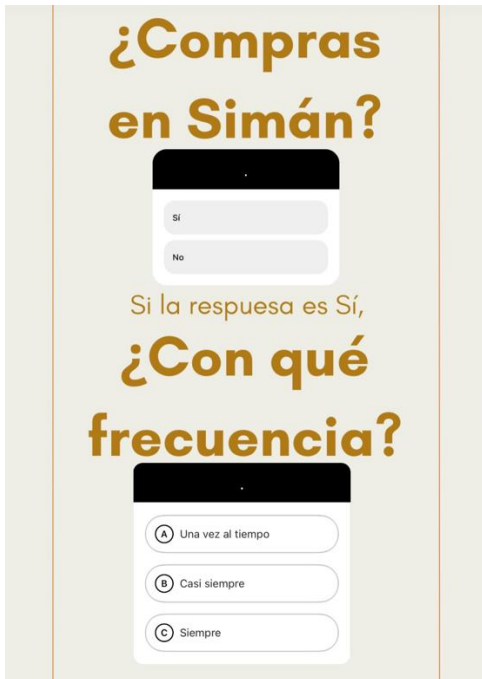 ¿Compras
en Simán?
.
Sí
No
Si la respuesa es Sí,
¿Con qué
frecuencia?
.
A Una vez al tiempo
B Casi siempre
C Siempre